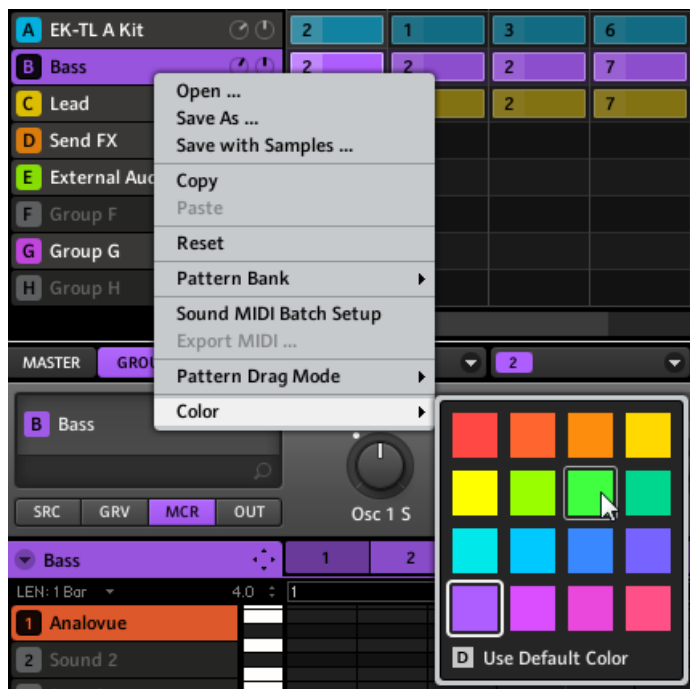 A EK-TL A Kit 2 1 3 6
B Bass 2 2 2 7
C Lead 2 7
D Send FX
E External Aud
F Group F
G Group G
H Group H
Open ...
Save As ...
Save with Samples ...
Copy
Paste
Reset
Pattern Bank
Sound MIDI Batch Setup
Export MIDI ...
Pattern Drag Mode
Color
MASTER GROU 2
B Bass
SRC GRV MCR OUT
Osc 1 S
D Use Default Color
Bass 1 2
LEN: 1 Bar 4.0 1
1 Analovue
2 Sound 2